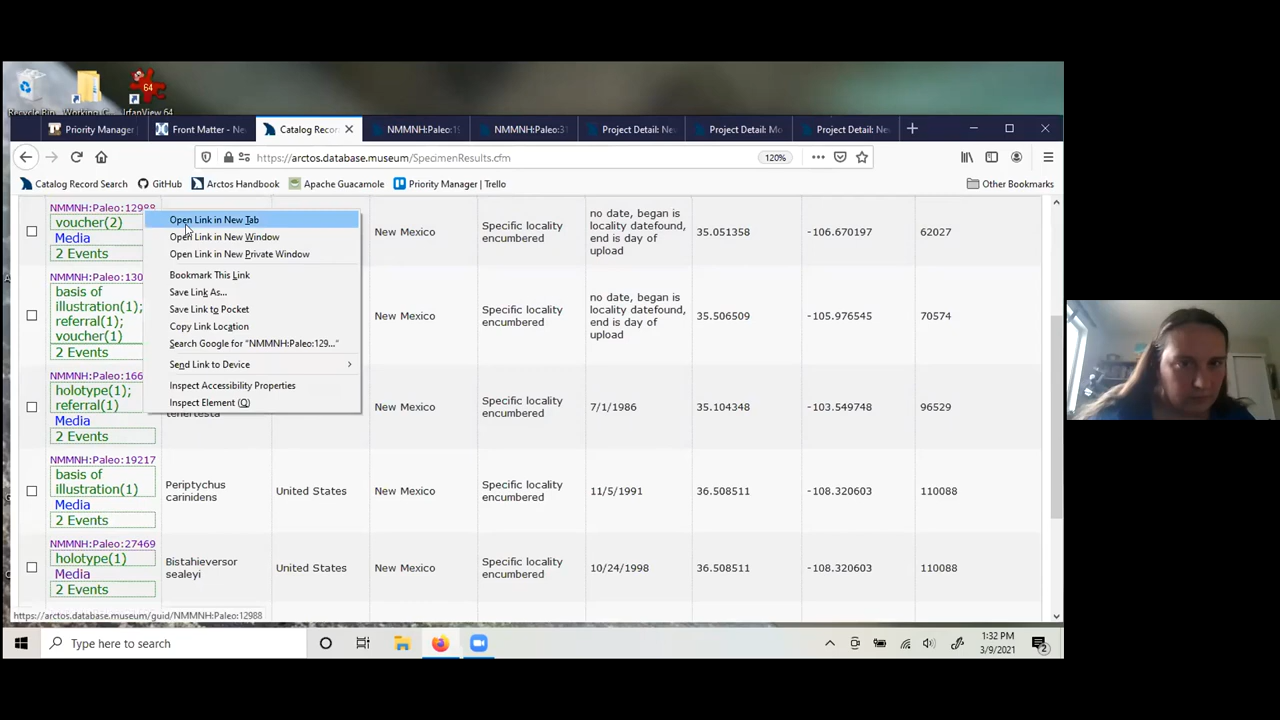 64
Recycle Bin
Working_C
IrfanView 64
Priority Manager
Front Matter - Ne
Catalog Recor
NMMNH:Paleo:19
NMMNH:Paleo:31
Project Detail: Ne
Project Detail: Mo
Project Detail: Ne
https://arctos.database.museum/SpecimenResults.cfm
120%
Catalog Record Search
GitHub
Arctos Handbook
Apache Guacamole
Priority Manager | Trello
Other Bookmarks
NMMNH:Paleo:12988
voucher(2)
Media
2 Events
New Mexico
Specific locality
encumbered
no date, began is
locality datefound,
end is day of
upload
35.051358
-106.670197
62027
Open Link in New Tab
Open Link in New Window
Open Link in New Private Window
Bookmark This Link
Save Link As...
Save Link to Pocket
Copy Link Location
Search Google for "NMMNH:Paleo:129..."
Send Link to Device
Inspect Accessibility Properties
Inspect Element (Q)
NMMNH:Paleo:130
basis of
illustration(1);
referral(1);
voucher(1)
2 Events
New Mexico
Specific locality
encumbered
no date, began is
locality datefound,
end is day of
upload
35.506509
-105.976545
70574
NMMNH:Paleo:166
holotype(1);
referral(1)
Media
2 Events
United States
New Mexico
Specific locality
encumbered
7/1/1986
35.104348
-103.549748
96529
NMMNH:Paleo:19217
basis of
illustration(1)
Media
2 Events
Periptychus
carinidens
United States
New Mexico
Specific locality
encumbered
11/5/1991
36.508511
-108.320603
110088
NMMNH:Paleo:27469
holotype(1)
Media
2 Events
Bistahieversor
sealeyi
United States
New Mexico
Specific locality
encumbered
10/24/1998
36.508511
-108.320603
110088
https://arctos.database.museum/guid/NMMNH:Paleo:12988
Type here to search
1:32 PM
3/9/2021
2